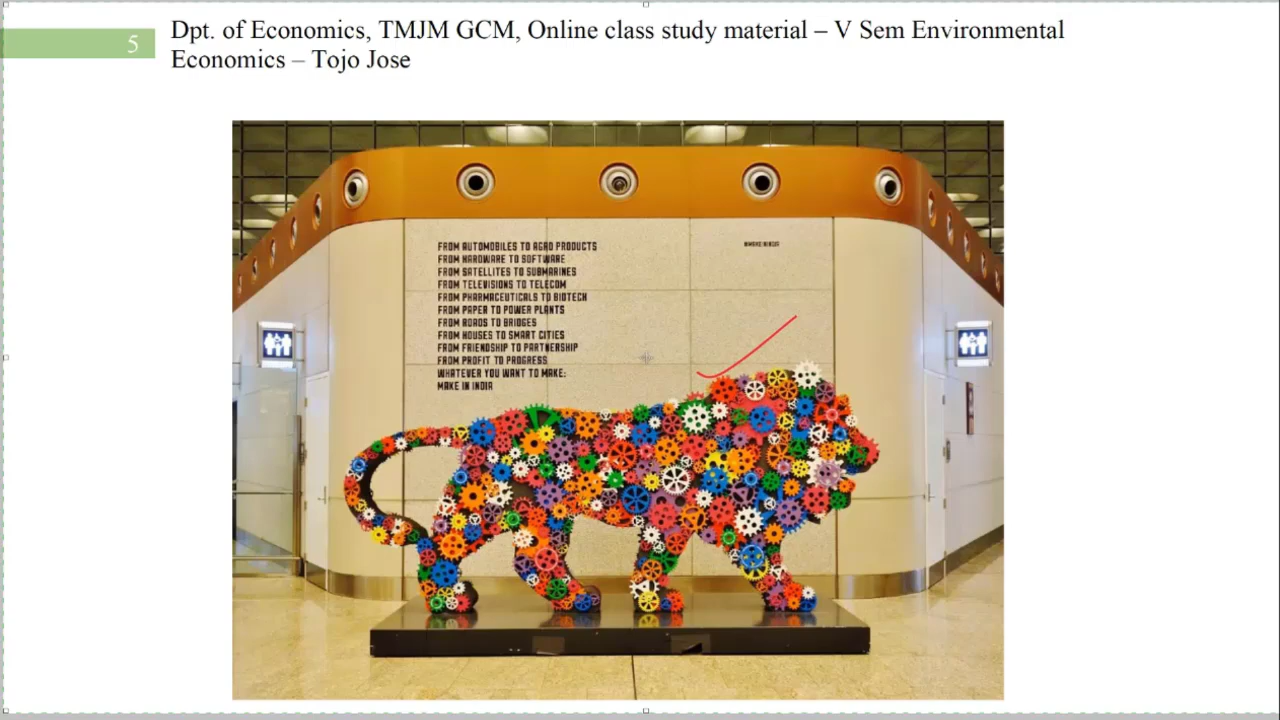 5
Dpt. of Economics, TMJM GCM, Online class study material – V Sem Environmental
Economics – Tojo Jose
FROM AUTOMOBILES TO AGRO PRODUCTS
FROM HARDWARE TO SOFTWARE
FROM SATELLITES TO SUBMARINES
FROM TELEVISIONS TO TELECOM
FROM PHARMACEUTICALS TO BIOTECH
FROM PAPER TO POWER PLANTS
FROM ROADS TO BRIDGES
FROM HOUSES TO SMART CITIES
FROM FRIENDSHIP TO PARTNERSHIP
FROM PROFIT TO PROGRESS
WHATEVER YOU WANT TO MAKE:
MAKE IN INDIA